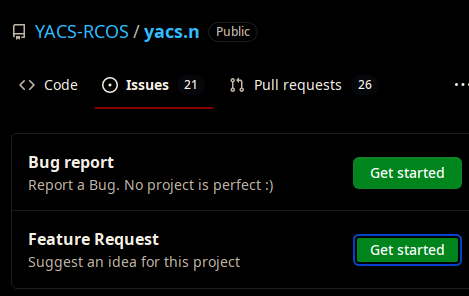 YACS-RCOS / yacs.n Public
Code Issues 21 Pull requests 26 ...
Bug report
Report a Bug. No project is perfect :)
Get started
Feature Request
Suggest an idea for this project
Get started